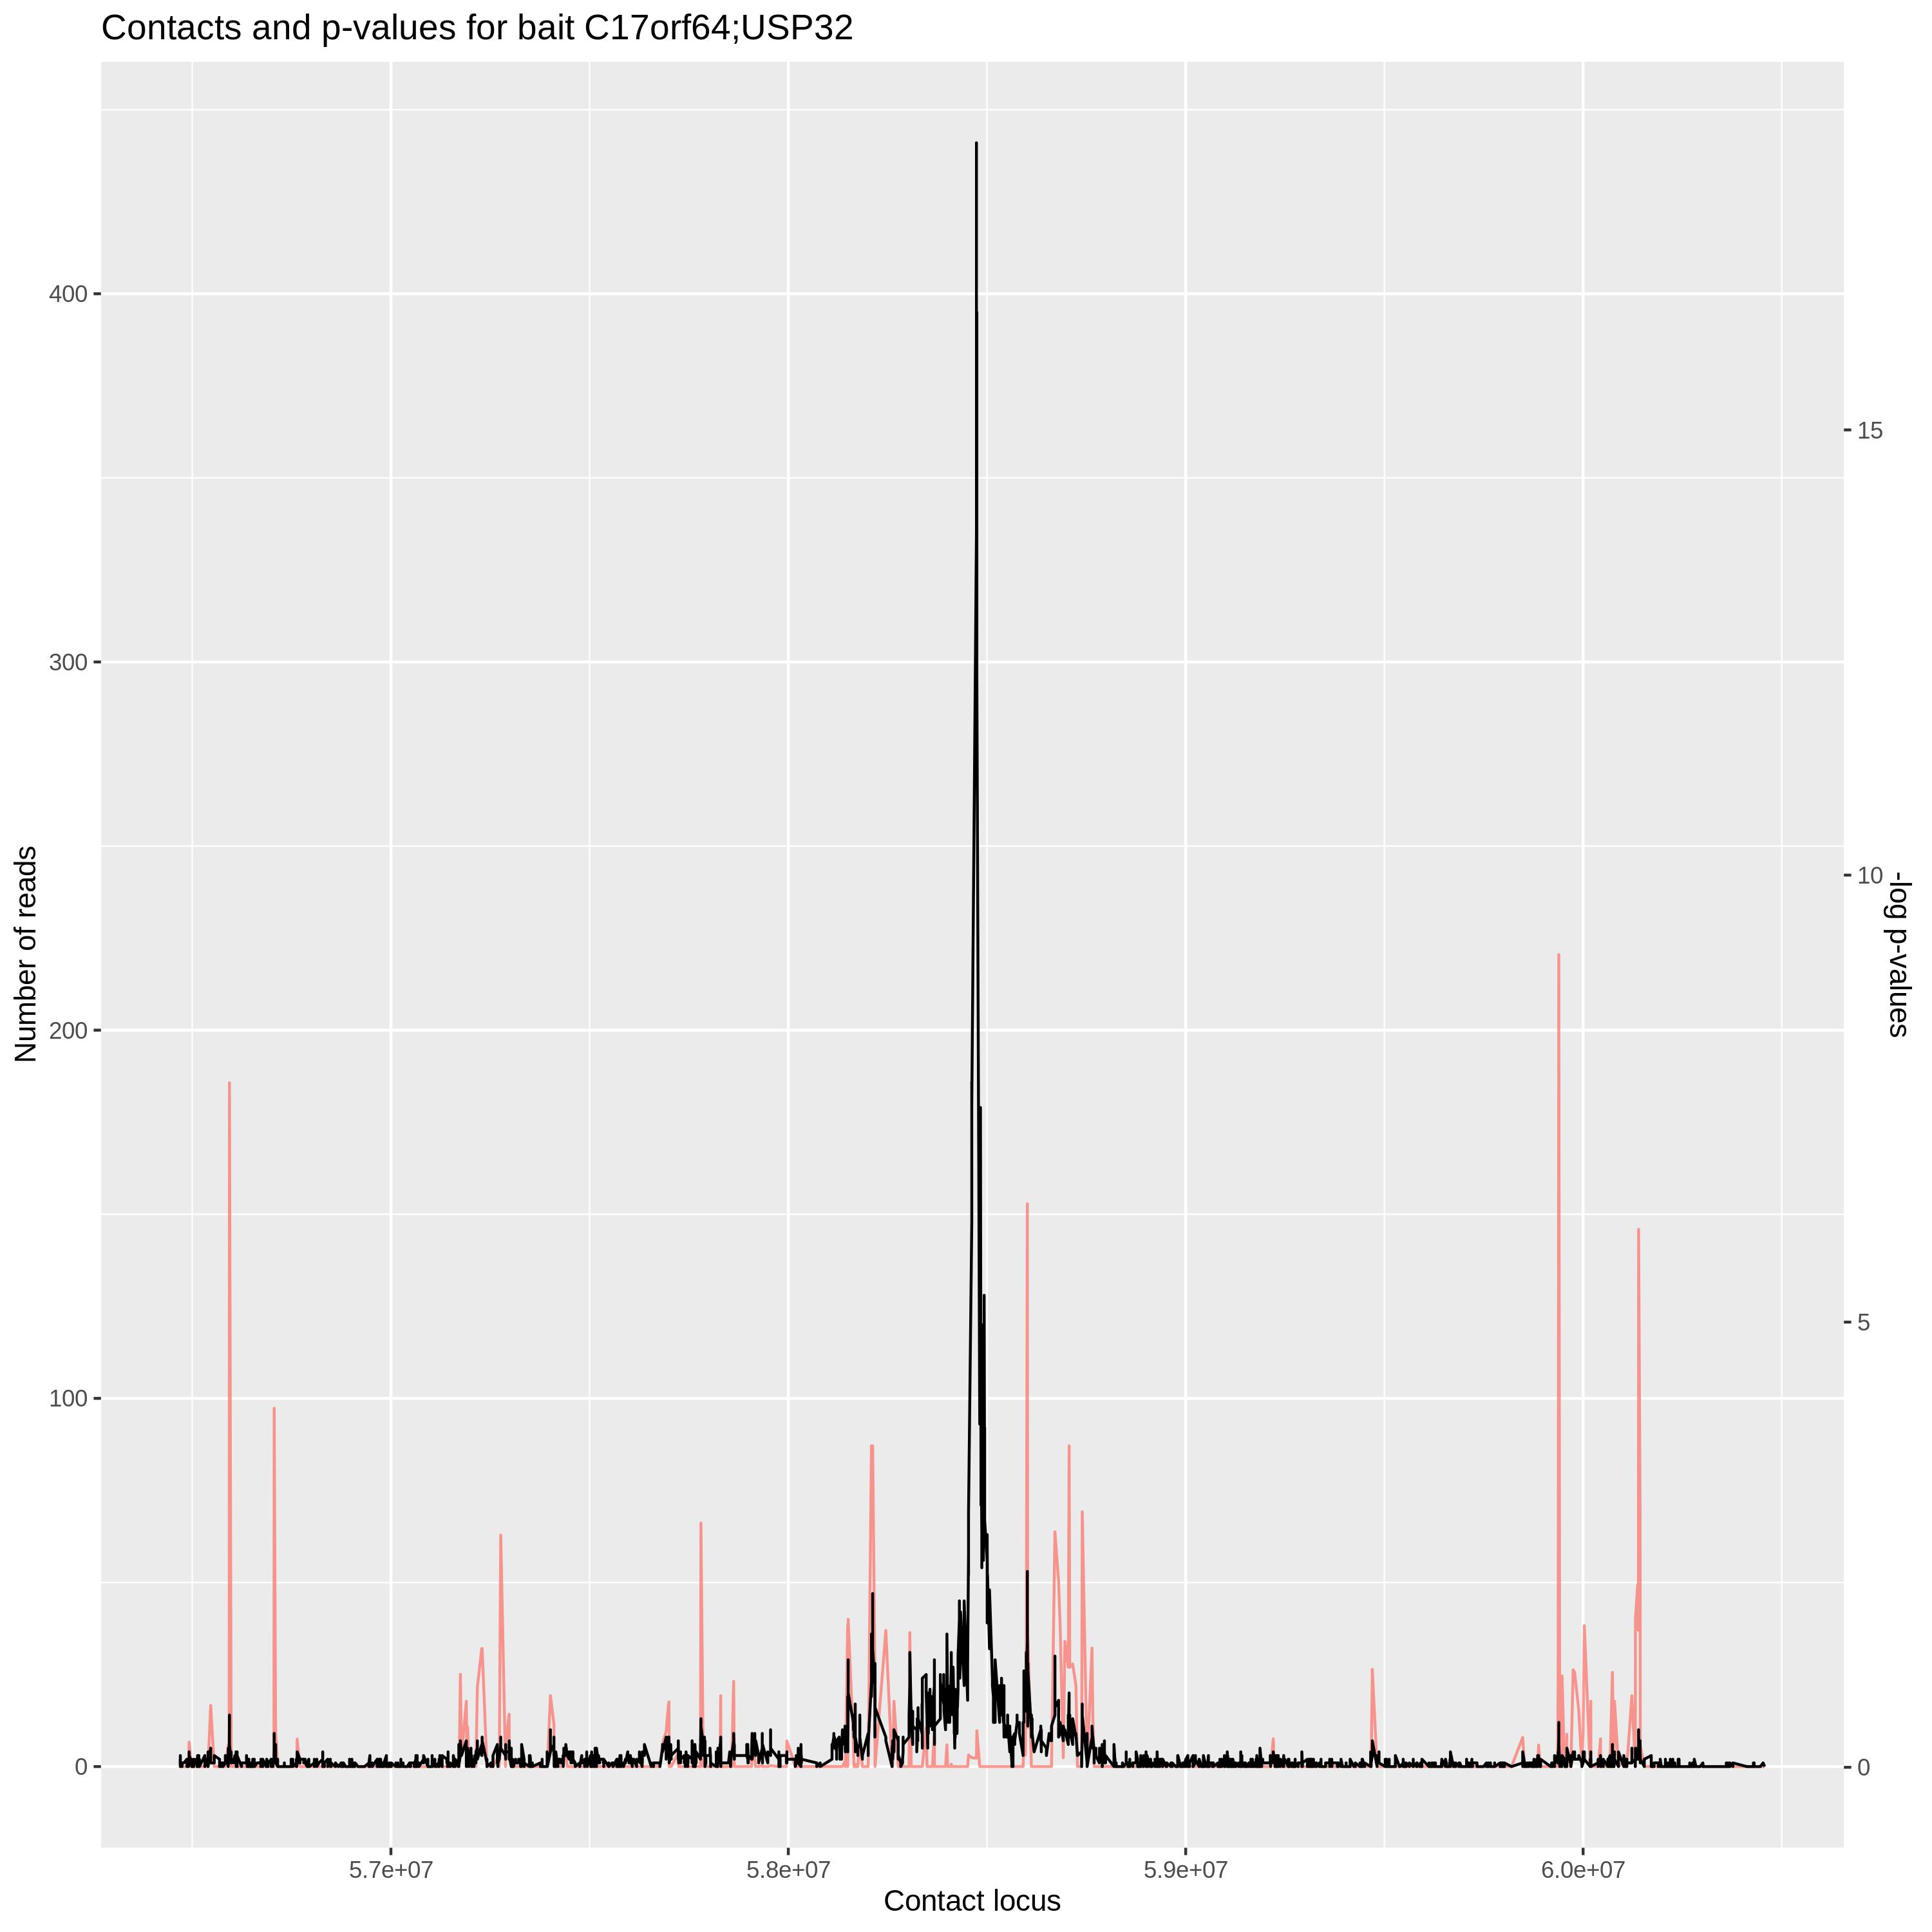 Contacts and p-values for bait C17orf64;USP32
Number of reads
400
300
200
100
0
15
10
5
0
-log p-values
5.7e+07 5.8e+07 5.9e+07 6.0e+07
Contact locus